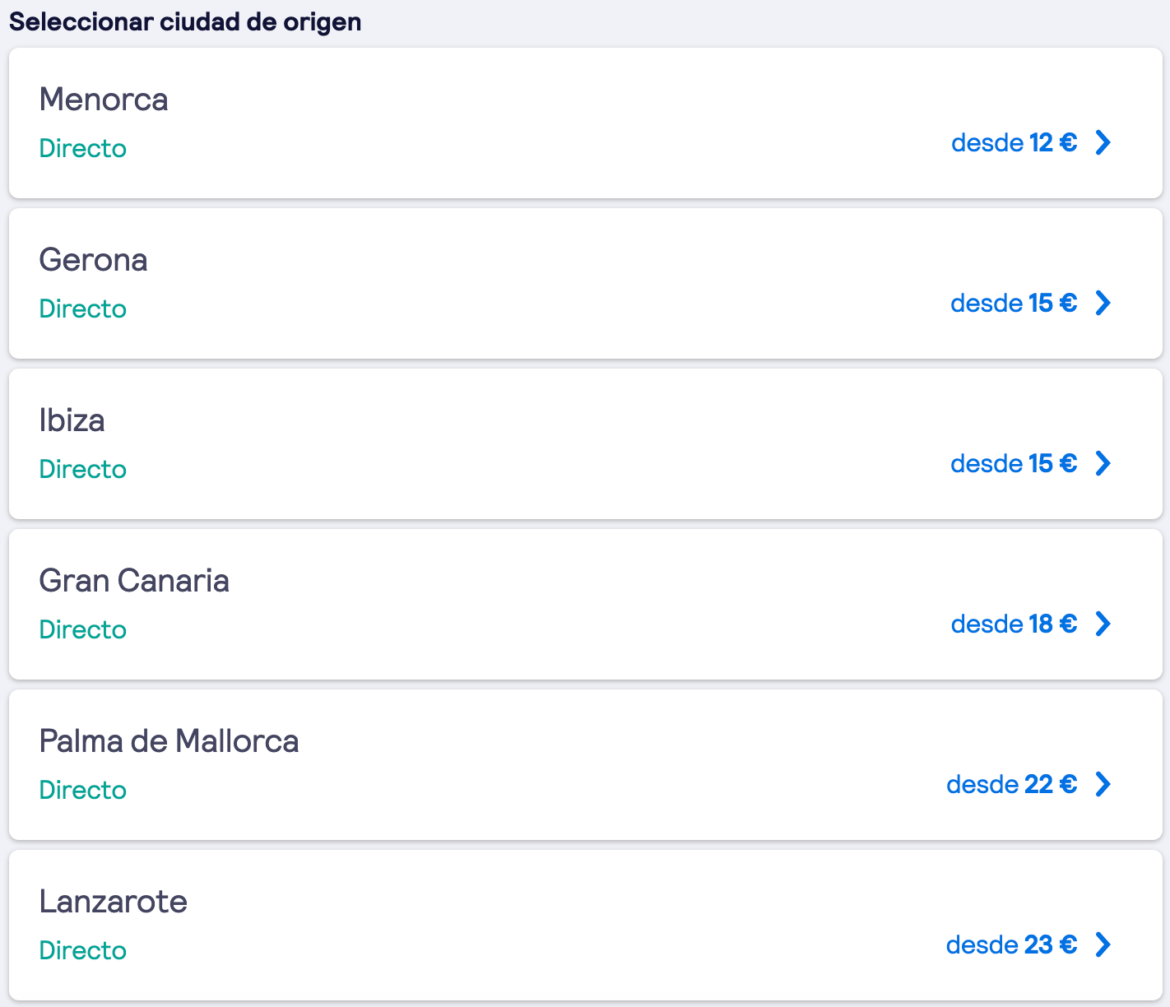 Seleccionar ciudad de origen
Menorca
Directo
desde 12 €
Gerona
Directo
desde 15 €
Ibiza
Directo
desde 15 €
Gran Canaria
Directo
desde 18 €
Palma de Mallorca
Directo
desde 22 €
Lanzarote
Directo
desde 23 €